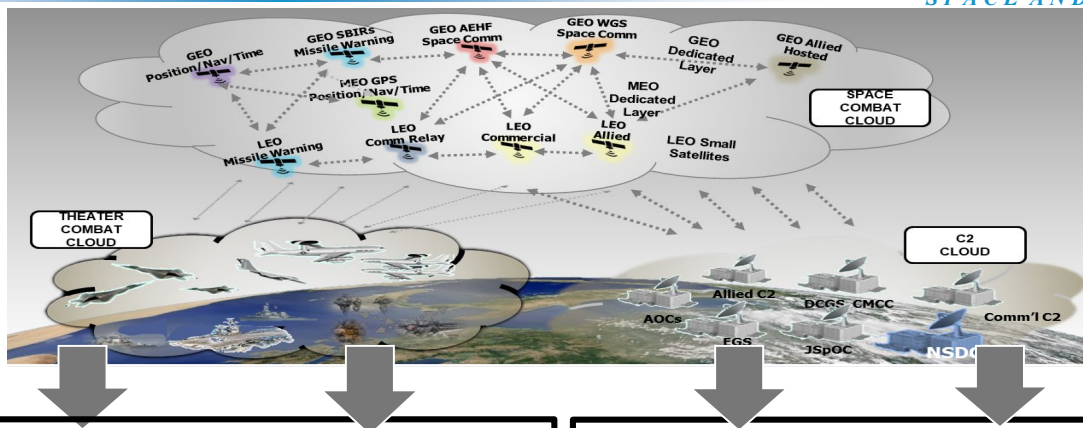 SPACE AND
GEO
Position/Nav/Time
GEO SBIRs
Missile Warning
GEO AEHF
Space Comm
GEO WGS
Space Comm
GEO
Dedicated
Layer
GEO Allied
Hosted
MEO GPS
Position/Nav/Time
MEO
Dedicated
Layer
SPACE
COMBAT
CLOUD
LEO
Missile Warning
LEO
Comm Relay
LEO
Commercial
LEO
Allied
LEO Small
Satellites
THEATER
COMBAT
CLOUD
C2
CLOUD
AOCs
Allied C2
DCGS CMCC
Comm'l C2
EGS
JSpOC